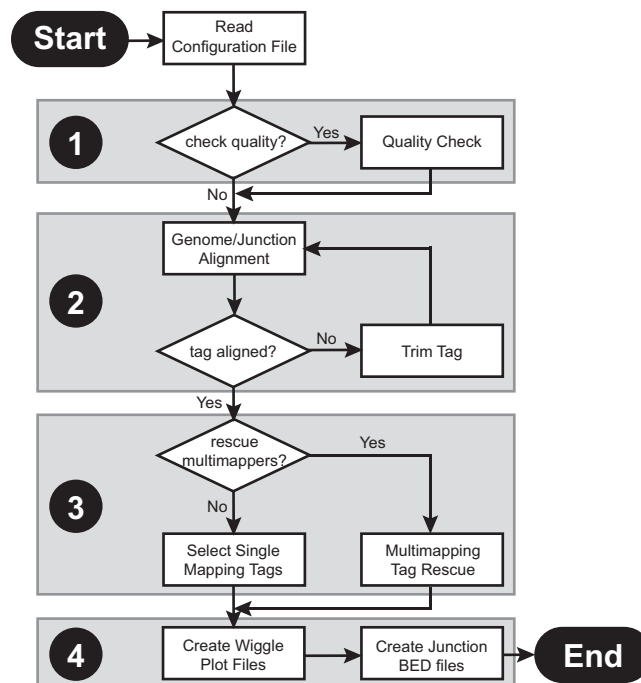 Start
Read
Configuration File
1
check quality?
Yes
Quality Check
No
Genome/Junction
Alignment
2
tag aligned?
No
Trim Tag
Yes
rescue
multimappers?
Yes
3
No
Select Single
Mapping Tags
Multimapping
Tag Rescue
4
Create Wiggle
Plot Files
Create Junction
BED files
End